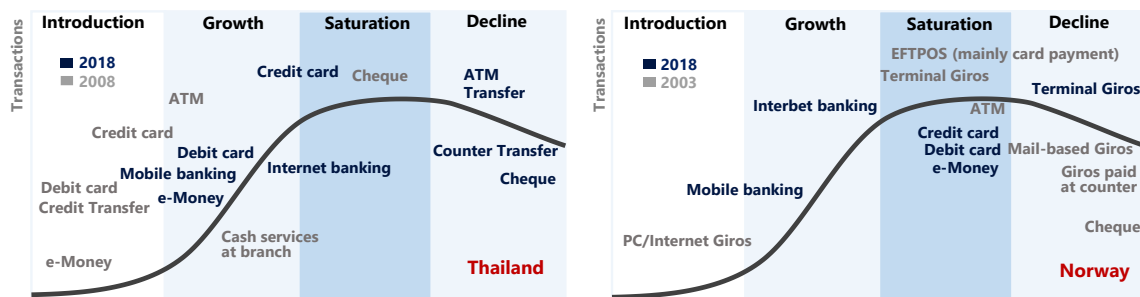 Introduction
Growth
Saturation
Decline
Transactions
2018
2008
Credit card
Cheque
ATM
Transfer
ATM
Credit card
Debit card
Mobile banking
Internet banking
Counter Transfer
Cheque
Debit card
Credit Transfer
e-Money
Cash services
at branch
e-Money
Thailand
Introduction
Growth
Saturation
Decline
Transactions
2018
2003
EFTPOS (mainly card payment)
Terminal Giros
Terminal Giros
Interbet banking
ATM
Credit card
Debit card
e-Money
Mail-based Giros
Giros paid
at counter
Mobile banking
PC/Internet Giros
Cheque
Norway